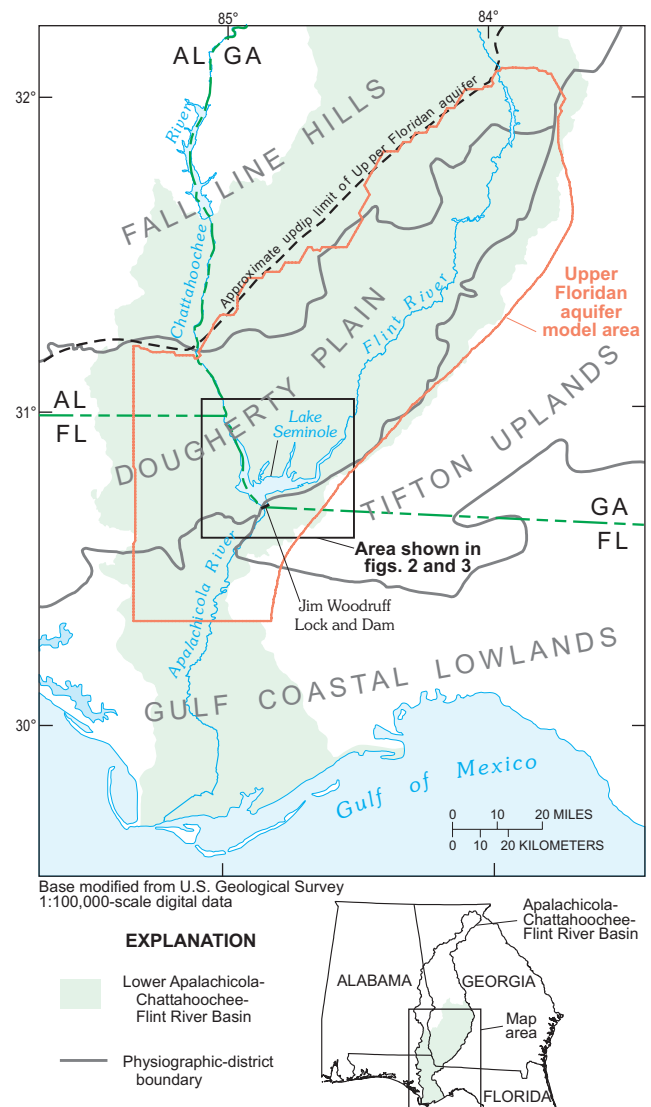 85°
84°
AL GA
32°
River
FALL LINE HILLS
Approximate updip limit of Upper Floridan aquifer
Chattahoochee
Flint River
Upper
Floridan
aquifer
model area
DOUGHERTY PLAIN
31°
AL
FL
Lake
Seminole
TIFTON UPLANDS
GA
FL
Area shown in
figs. 2 and 3
Jim Woodruff
Lock and Dam
Apalachicola River
GULF COASTAL LOWLANDS
30°
Gulf of Mexico
0 10 20 MILES
0 10 20 KILOMETERS
Base modified from U.S. Geological Survey
1:100,000-scale digital data
EXPLANATION
Lower Apalachicola-
Chattahoochee-
Flint River Basin
Physiographic-district
boundary
Apalachicola-
Chattahoochee-
Flint River Basin
ALABAMA
GEORGIA
Map
area
FLORIDA